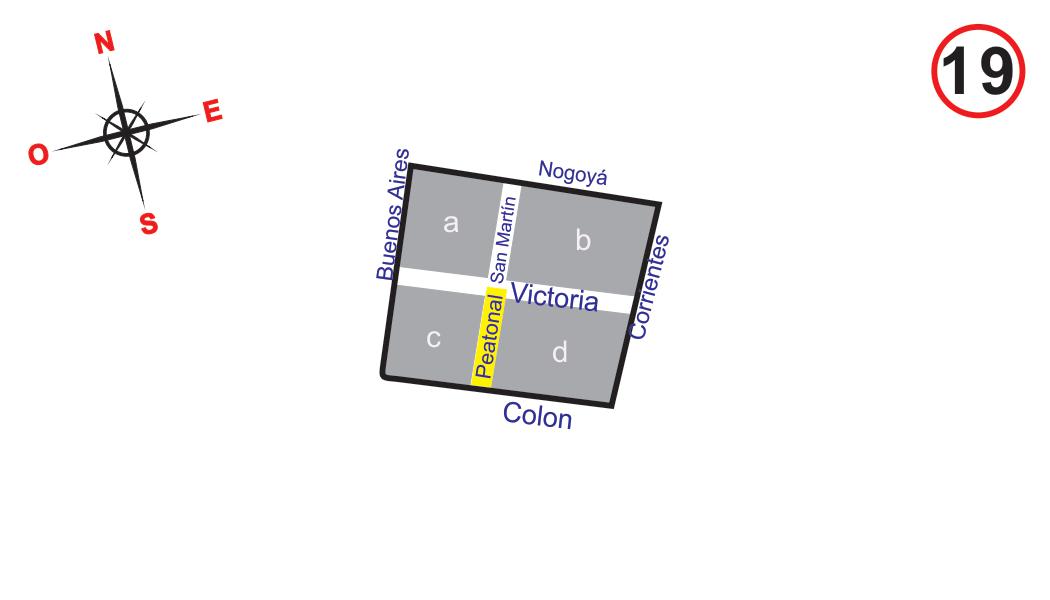 N
E
O
S
19
Nogoyá
Buenos Aires
San Martín
a
b
Corrientes
Victoria
Peatonal
c
d
Colon